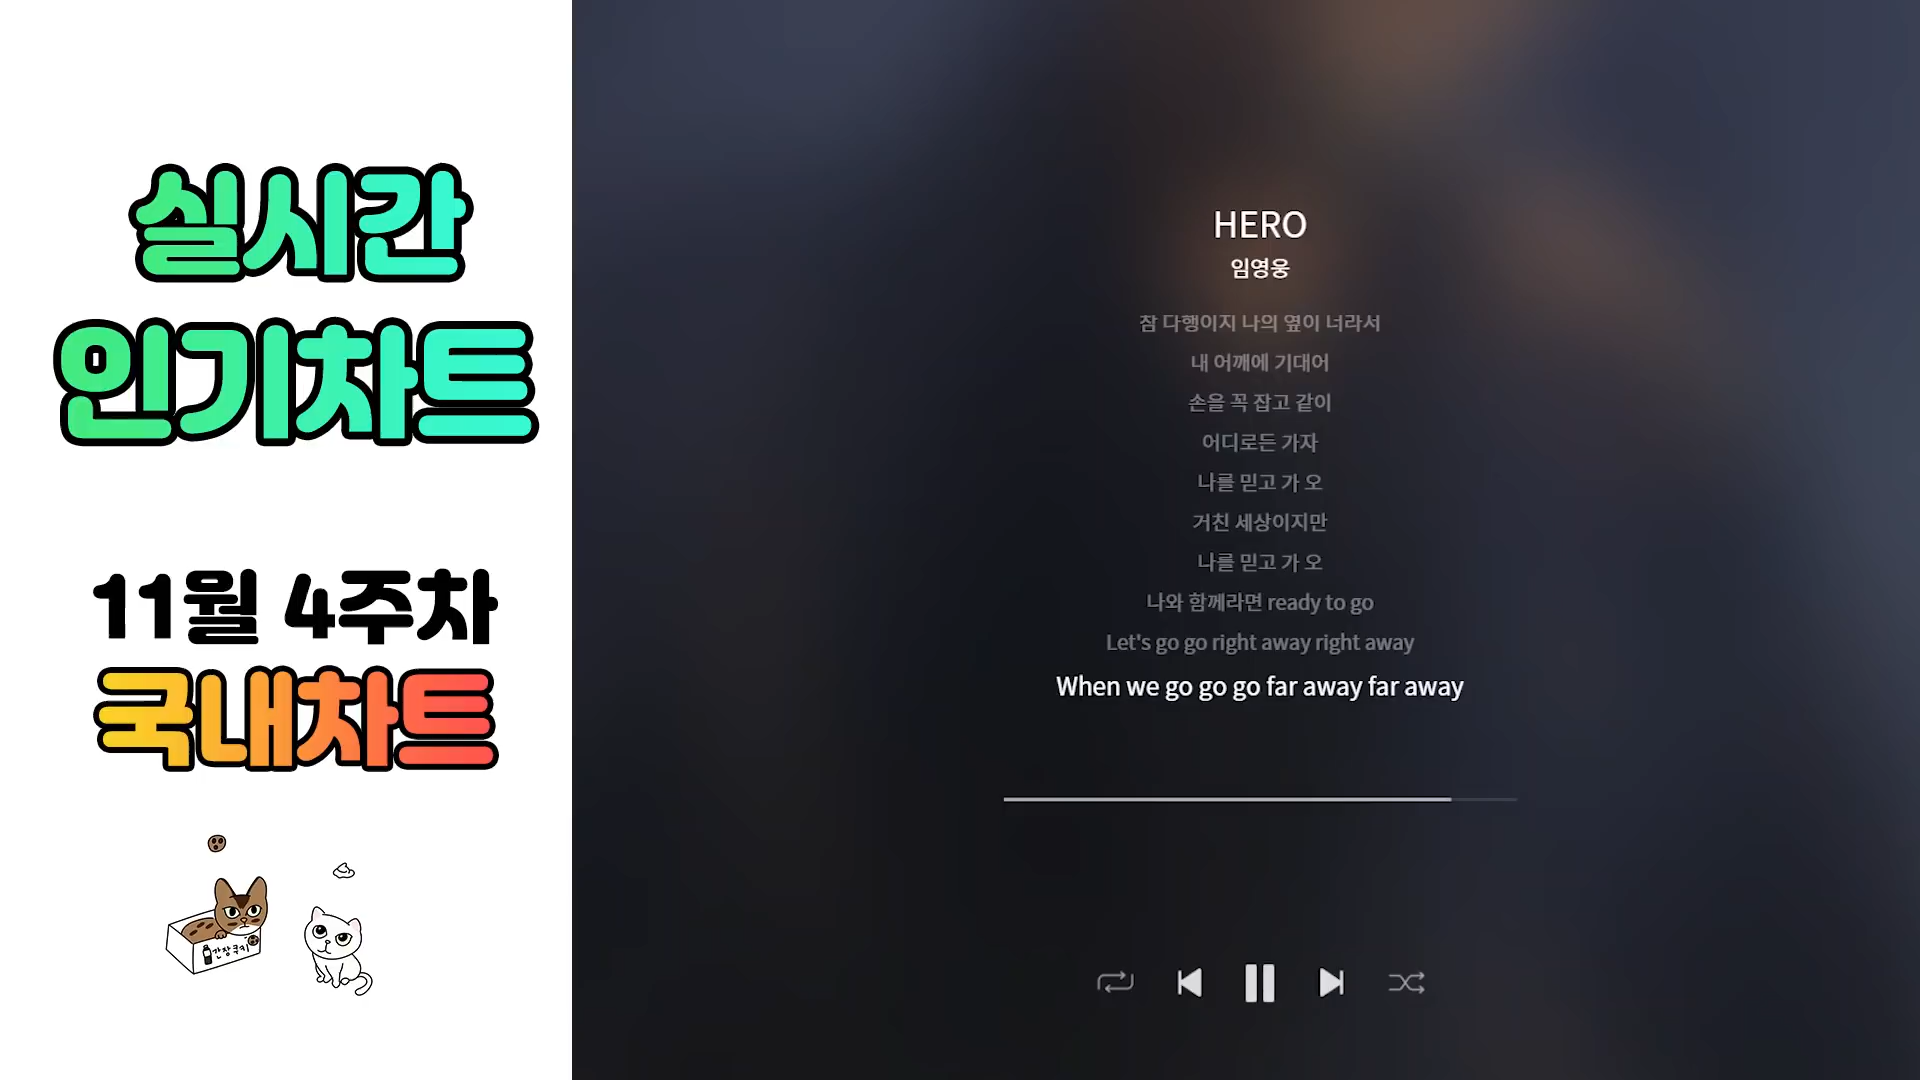 실시간
인기차트
11월 4주차
국내차트
간장쿠키
HERO
임영웅
참 다행이지 나의 옆이 너라서
내 어깨에 기대어
손을 꼭 잡고 같이
어디로든 가자
나를 믿고 가 오
거친 세상이지만
나를 믿고 가 오
나와 함께라면 ready to go
Let's go go right away right away
When we go go go far away far away